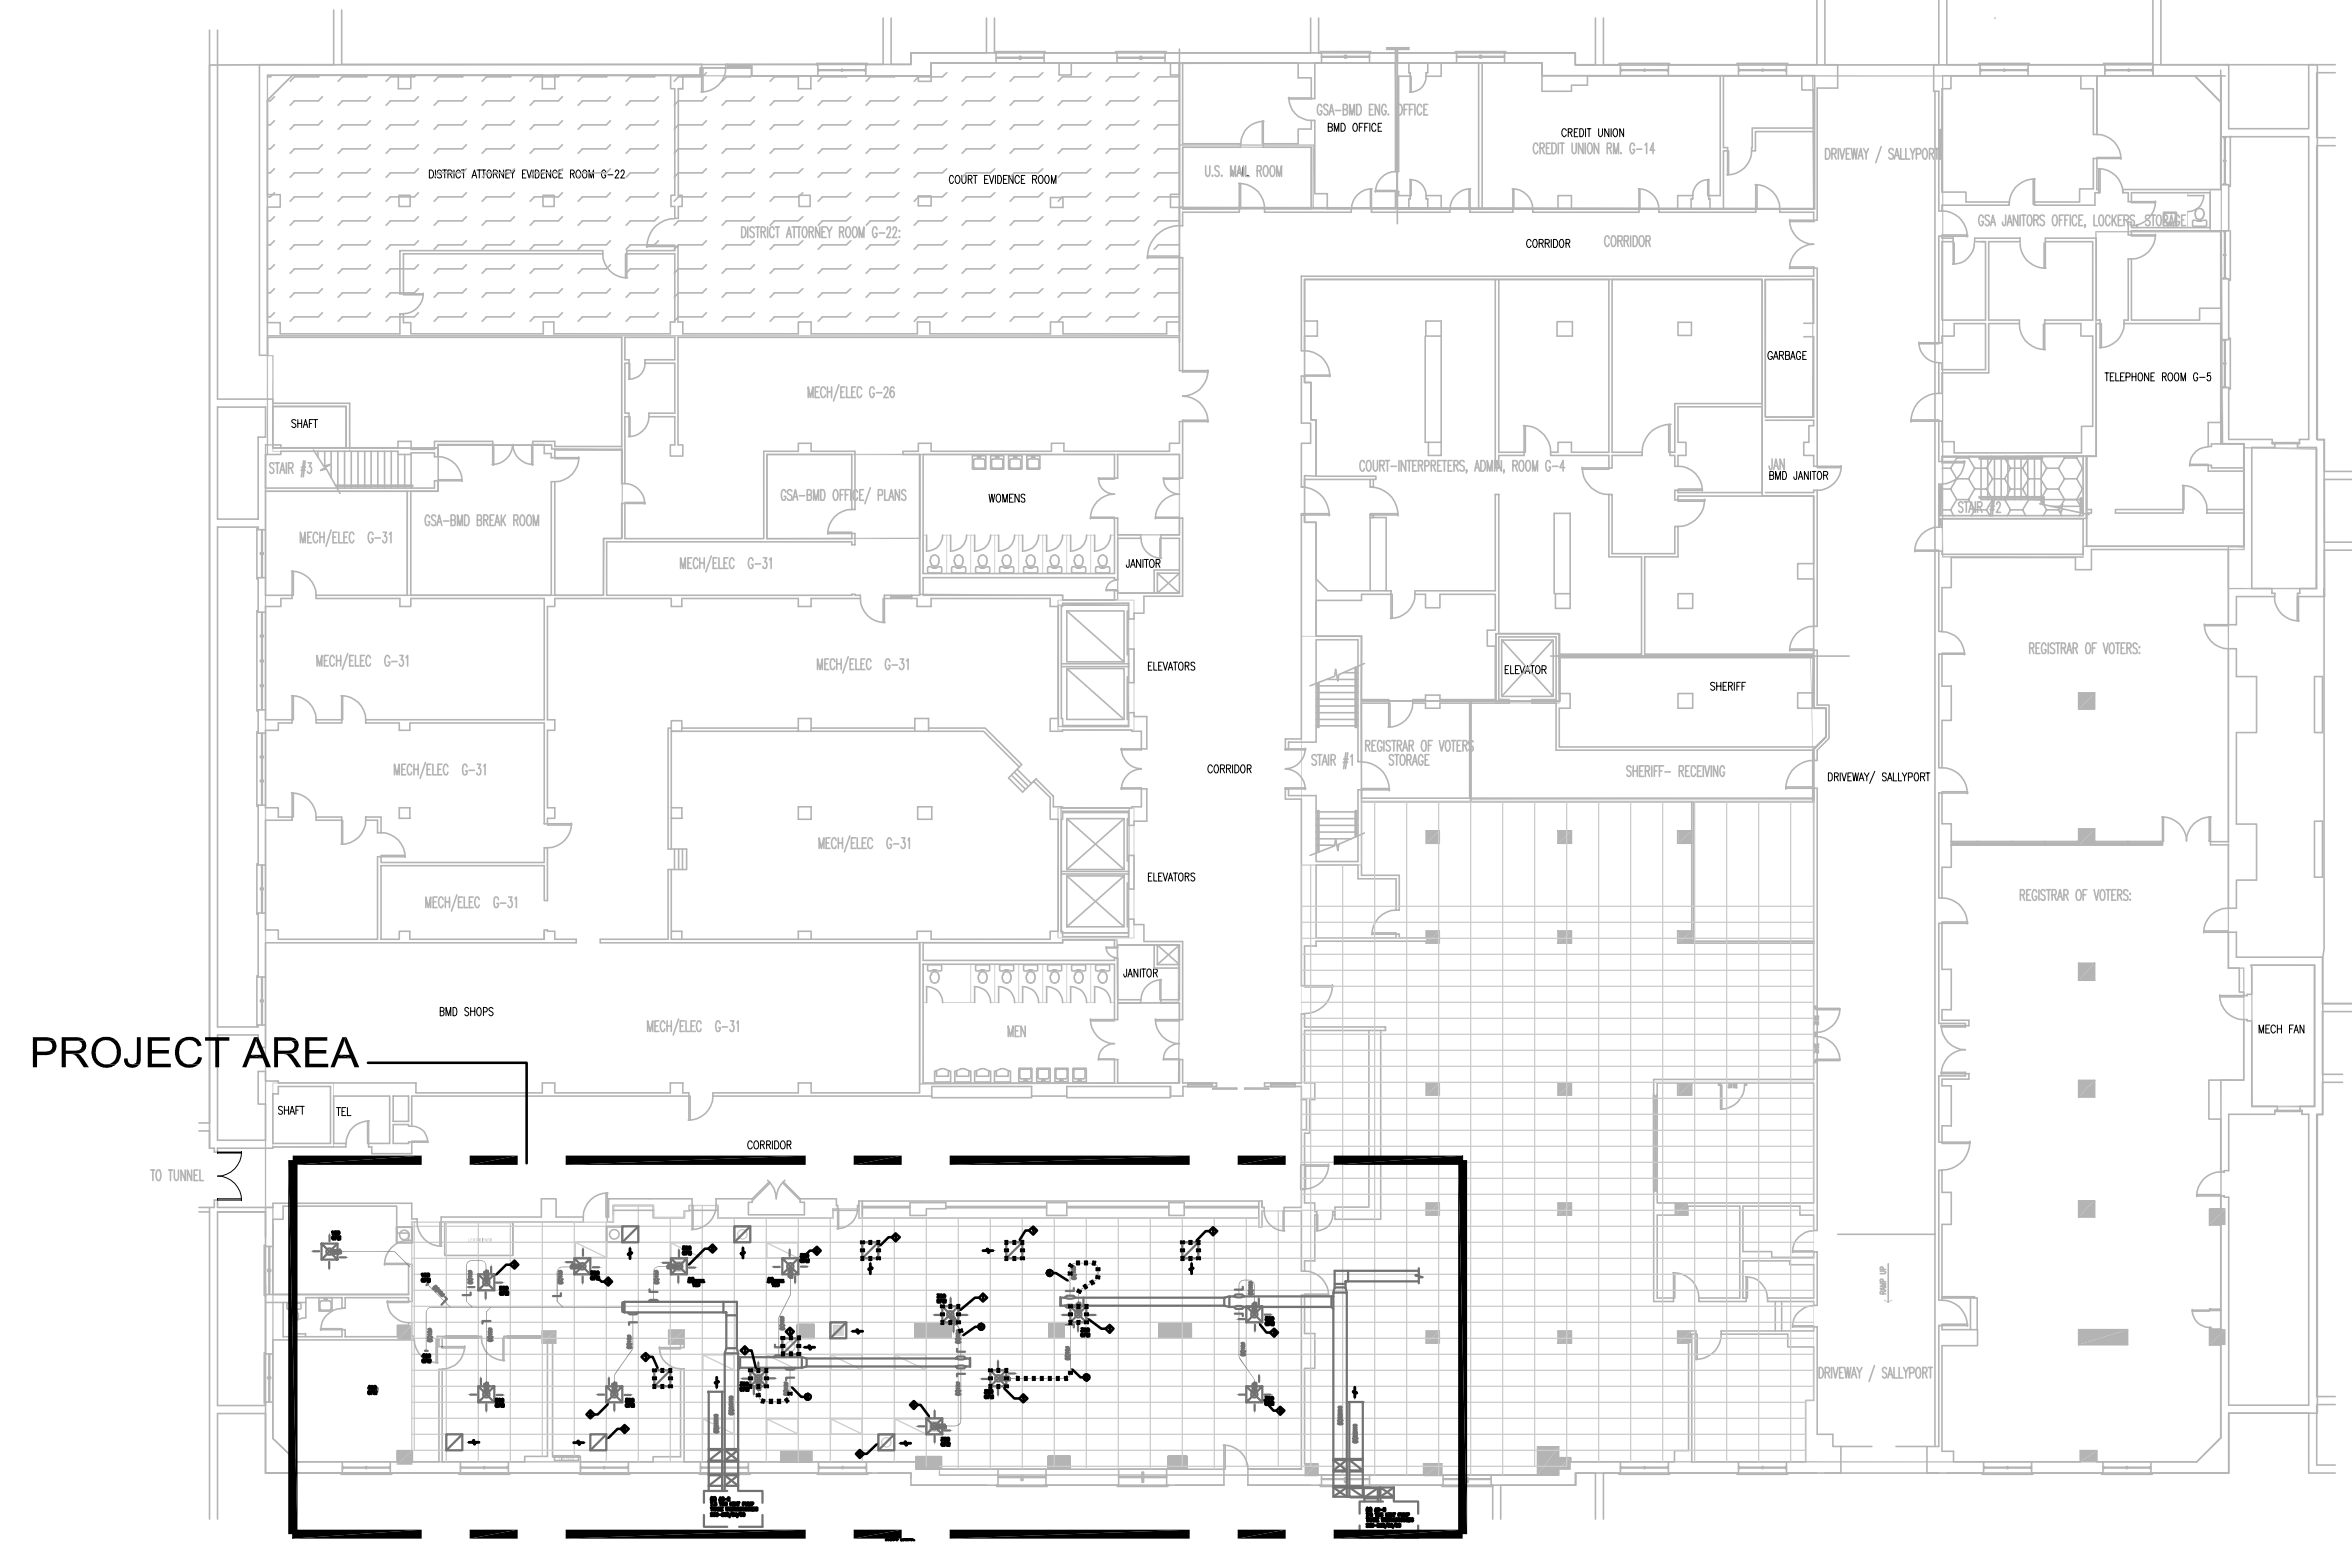 GSA-BMD ENG. OFFICE
BMD OFFICE
CREDIT UNION
CREDIT UNION RM. G-14
DRIVEWAY / SALLYPORT
DISTRICT ATTORNEY EVIDENCE ROOM G-22
COURT EVIDENCE ROOM
U.S. MAIL ROOM
DISTRICT ATTORNEY ROOM G-22:
CORRIDOR
CORRIDOR
GSA JANITORS OFFICE, LOCKERS, STORAGE
GARBAGE
TELEPHONE ROOM G-5
MECH/ELEC G-26
SHAFT
STAIR #3
COURT-INTERPRETERS, ADMIN, ROOM G-4
JAN
BMD JANITOR
GSA-BMD OFFICE/ PLANS
WOMENS
STAIR #2
GSA-BMD BREAK ROOM
MECH/ELEC G-31
MECH/ELEC G-31
JANITOR
MECH/ELEC G-31
MECH/ELEC G-31
ELEVATORS
ELEVATOR
SHERIFF
REGISTRAR OF VOTERS:
REGISTRAR OF VOTERS
STORAGE
STAIR #1
MECH/ELEC G-31
CORRIDOR
SHERIFF- RECEIVING
DRIVEWAY/ SALLYPORT
MECH/ELEC G-31
ELEVATORS
MECH/ELEC G-31
REGISTRAR OF VOTERS:
JANITOR
BMD SHOPS
MECH/ELEC G-31
MEN
MECH FAN
PROJECT AREA
SHAFT
TEL
CORRIDOR
TO TUNNEL
RAMP UP
DRIVEWAY / SALLYPORT